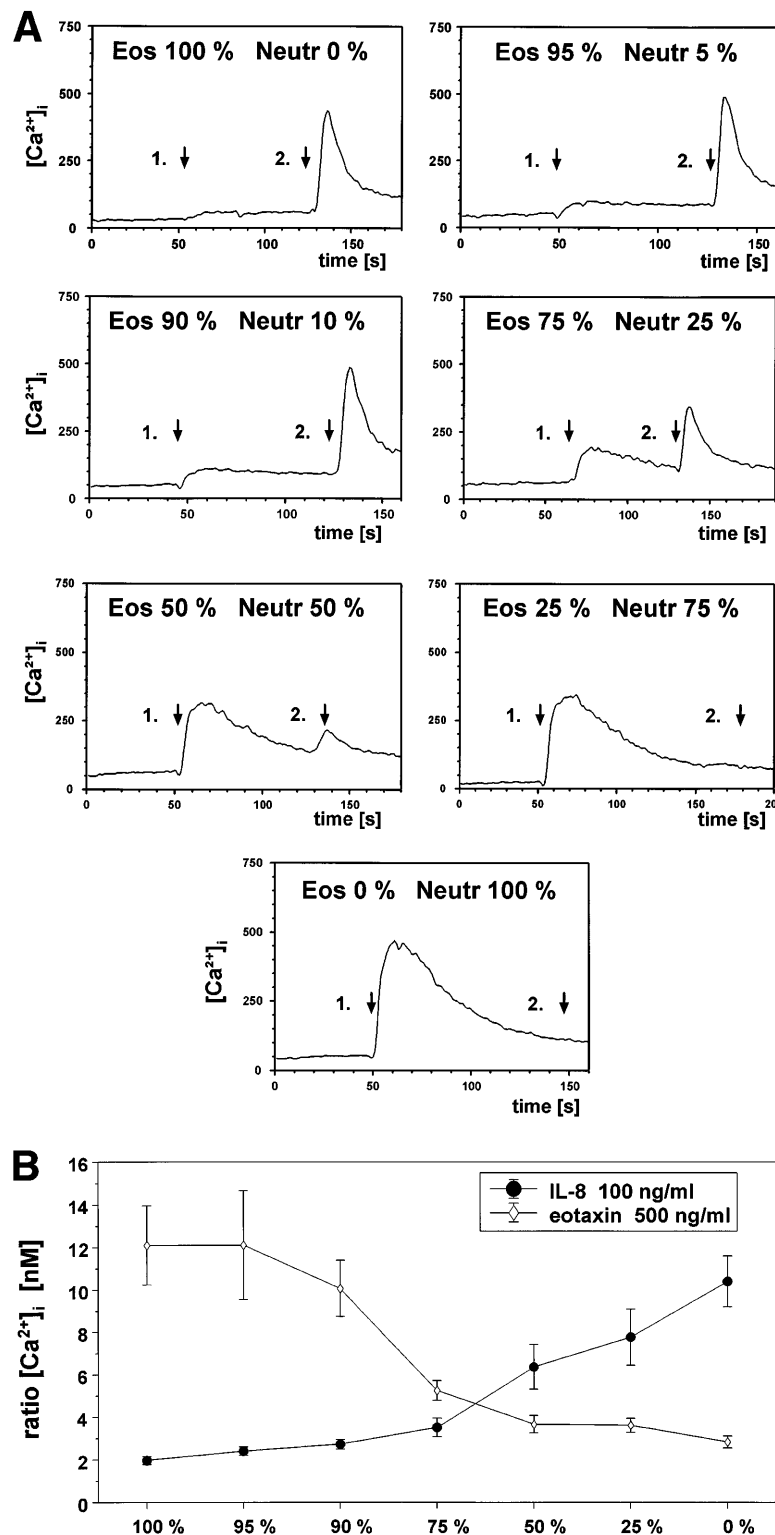 A
Eos 100 % Neutr 0 %
[Ca²⁺]ᵢ
750
500
250
0
1.
2.
0 50 100 150
time [s]
Eos 95 % Neutr 5 %
750
500
250
0
1.
2.
0 50 100 150
time [s]
Eos 90 % Neutr 10 %
[Ca²⁺]ᵢ
750
500
250
0
1.
2.
0 50 100 150
time [s]
Eos 75 % Neutr 25 %
750
500
250
0
1.
2.
0 50 100 150
time [s]
Eos 50 % Neutr 50 %
[Ca²⁺]ᵢ
750
500
250
0
1.
2.
0 50 100 150
time [s]
Eos 25 % Neutr 75 %
750
500
250
0
1.
2.
0 50 100 150 20
time [s]
Eos 0 % Neutr 100 %
[Ca²⁺]ᵢ
750
500
250
0
1.
2.
0 50 100 150
time [s]
B
ratio [Ca²⁺]ᵢ [nM]
16
14
12
10
8
6
4
2
0
IL-8 100 ng/ml
eotaxin 500 ng/ml
100 % 95 % 90 % 75 % 50 % 25 % 0 %